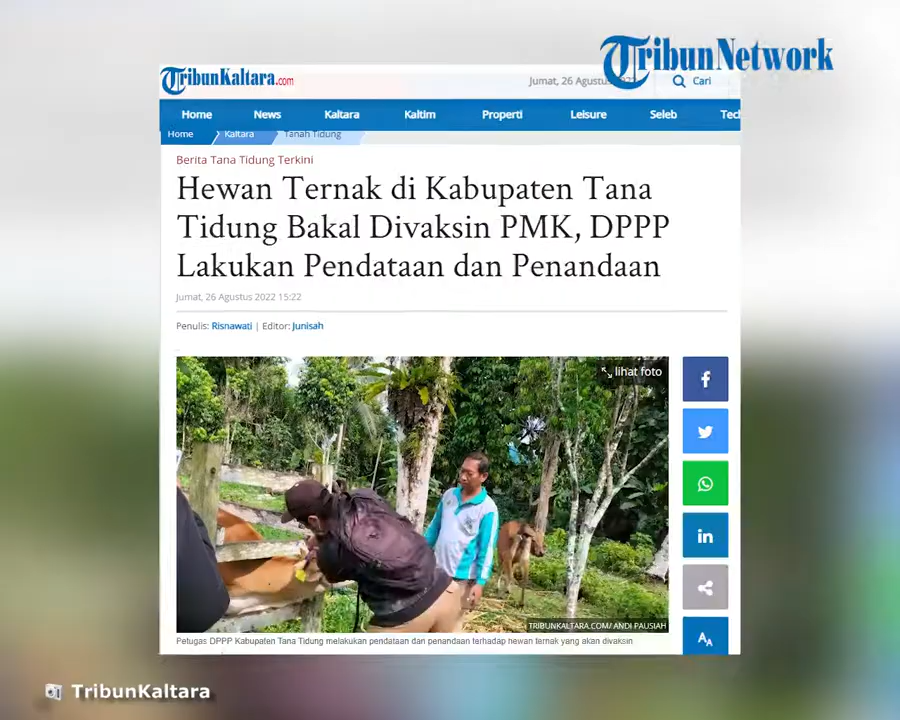 TribunNetwork
TribunKaltara.com
Jumat, 26 Agustus
Cari
Home News Kaltara Kaltim Properti Leisure Seleb Tech
Home Kaltara Tanah Tidung
Berita Tana Tidung Terkini
Hewan Ternak di Kabupaten Tana
Tidung Bakal Divaksin PMK, DPPP
Lakukan Pendataan dan Penandaan
Jumat, 26 Agustus 2022 15:22
Penulis: Risnawati | Editor: Junisah
lihat foto
f
in
TRIBUNKALTARA.COM/ ANDI PAUSIAH
AA
Petugas DPPP Kabupaten Tana Tidung melakukan pendataan dan penandaan terhadap hewan ternak yang akan divaksin
TribunKaltara